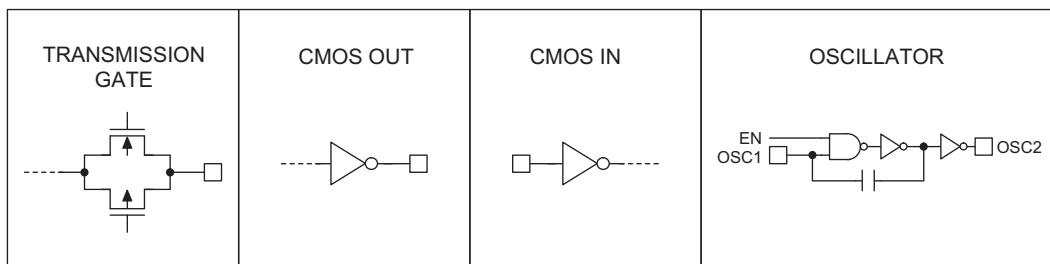 TRANSMISSION
GATE
CMOS OUT
CMOS IN
OSCILLATOR
EN
OSC1
OSC2